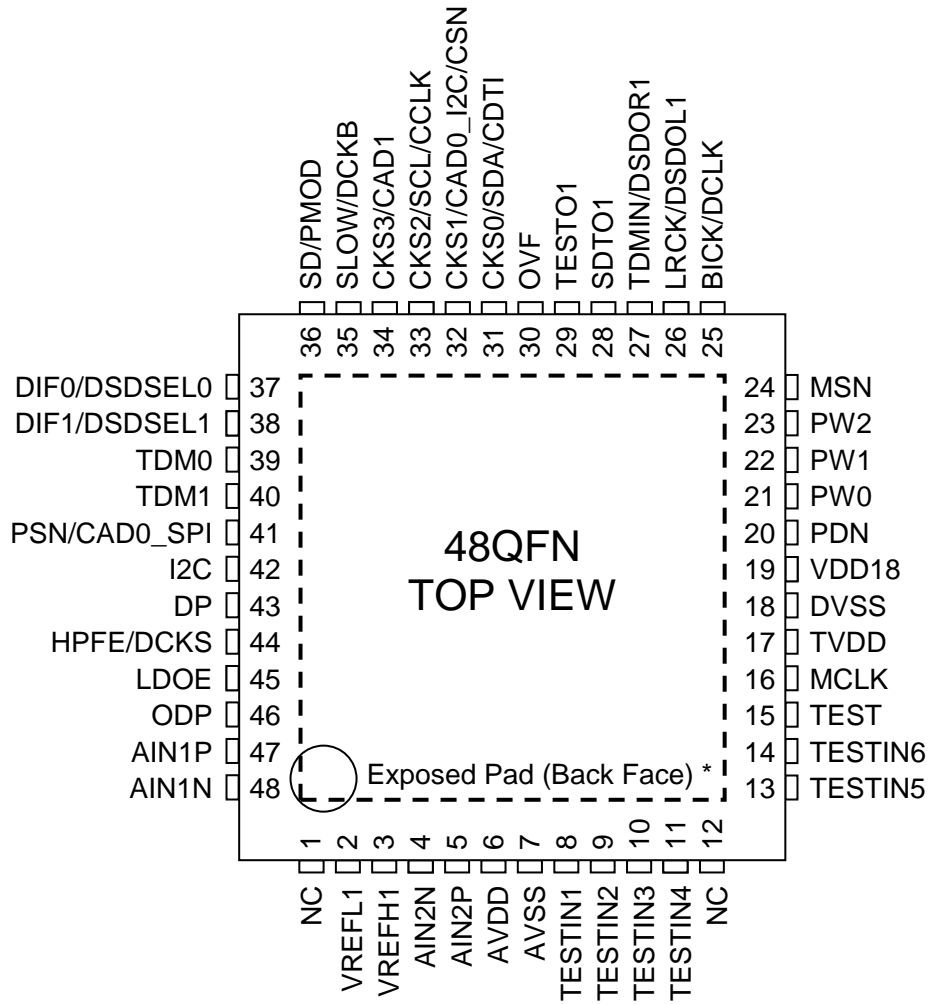 SD/PMOD
SLOW/DCKB
CKS3/CAD1
CKS2/SCL/CCLK
CKS1/CAD0_I2C/CSN
CKS0/SDA/CDTI
OVF
TESTO1
SDTO1
TDMIN/DSDOR1
LRCK/DSDOL1
BICK/DCLK
36 35 34 33 32 31 30 29 28 27 26 25
DIF0/DSDSEL0 37
DIF1/DSDSEL1 38
TDM0 39
TDM1 40
PSN/CAD0_SPI 41
I2C 42
DP 43
HPFE/DCKS 44
LDOE 45
ODP 46
AIN1P 47
AIN1N 48
48QFN
TOP VIEW
Exposed Pad (Back Face) *
24 MSN
23 PW2
22 PW1
21 PW0
20 PDN
19 VDD18
18 DVSS
17 TVDD
16 MCLK
15 TEST
14 TESTIN6
13 TESTIN5
1 2 3 4 5 6 7 8 9 10 11 12
NC
VREFL1
VREFH1
AIN2N
AIN2P
AVDD
AVSS
TESTIN1
TESTIN2
TESTIN3
TESTIN4
NC